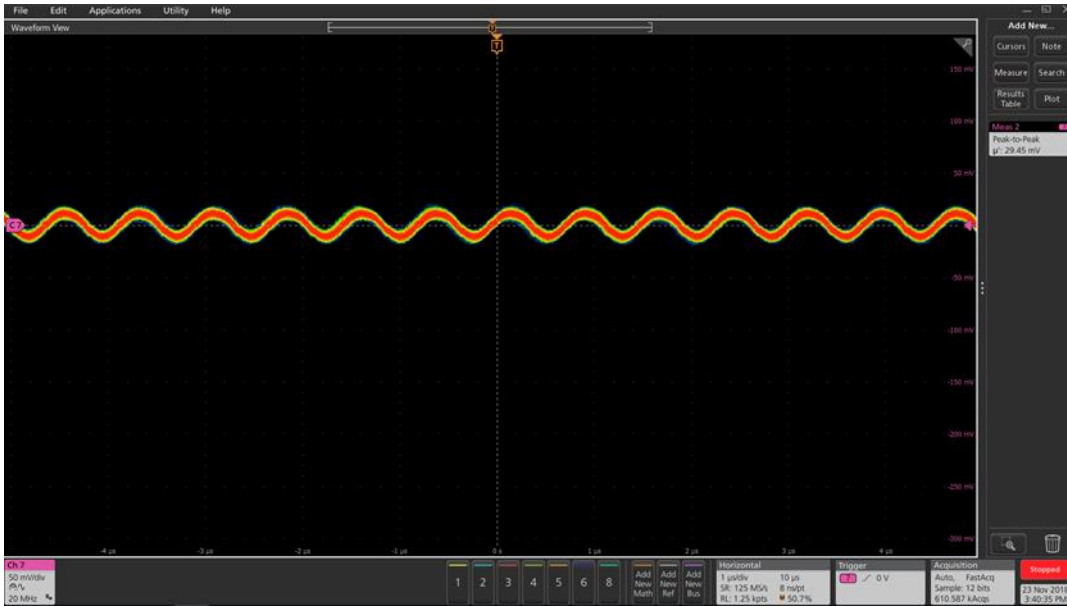 File Edit Applications Utility Help
Waveform View
Add New...
Cursors Note
Measure Search
Results Table Plot
Meas 2
Peak-to-Peak
µ': 29.45 mV
T
T
150 mV
100 mV
50 mV
C 7
-50 mV
-100 mV
-150 mV
-200 mV
-250 mV
-300 mV
-4 µs -3 µs -2 µs -1 µs 0 s 1 µs 2 µs 3 µs 4 µs
Ch 7
50 mV/div
20 MHz
1 2 3 4 5 6 8
Add New Math
Add New Ref
Add New Bus
Horizontal
1 µs/div 10 µs
SR: 125 MS/s 8 ns/pt
RL: 1.25 kpts 50.7%
Trigger
7 0 V
Acquisition
Auto, FastAcq
Sample: 12 bits
610.587 kAcqs
Stopped
23 Nov 2018
3:40:35 PM